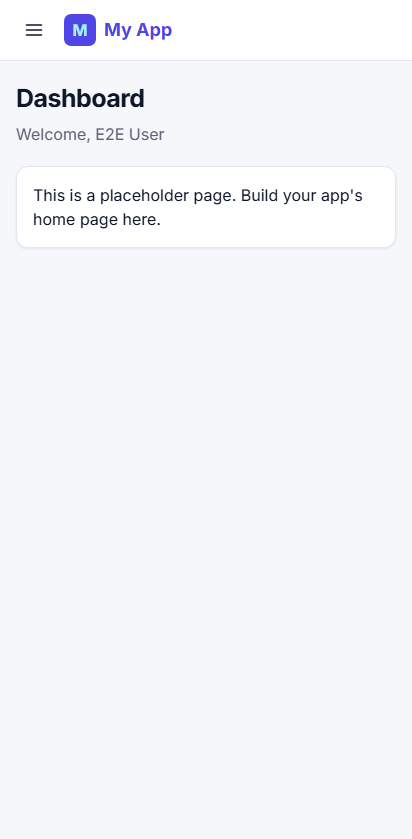 M My App
Dashboard
Welcome, E2E User
This is a placeholder page. Build your app's
home page here.